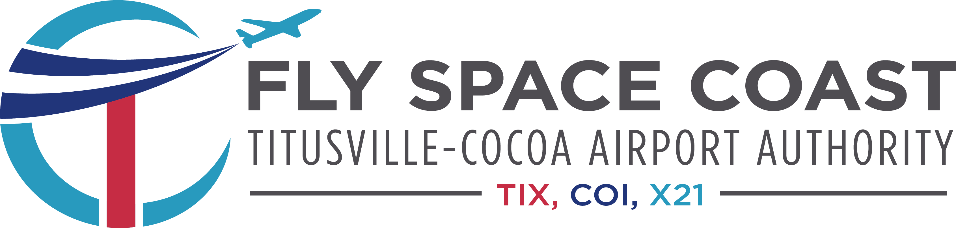 FLY SPACE COAST
TITUSVILLE-COCOA AIRPORT AUTHORITY
TIX, COI, X21